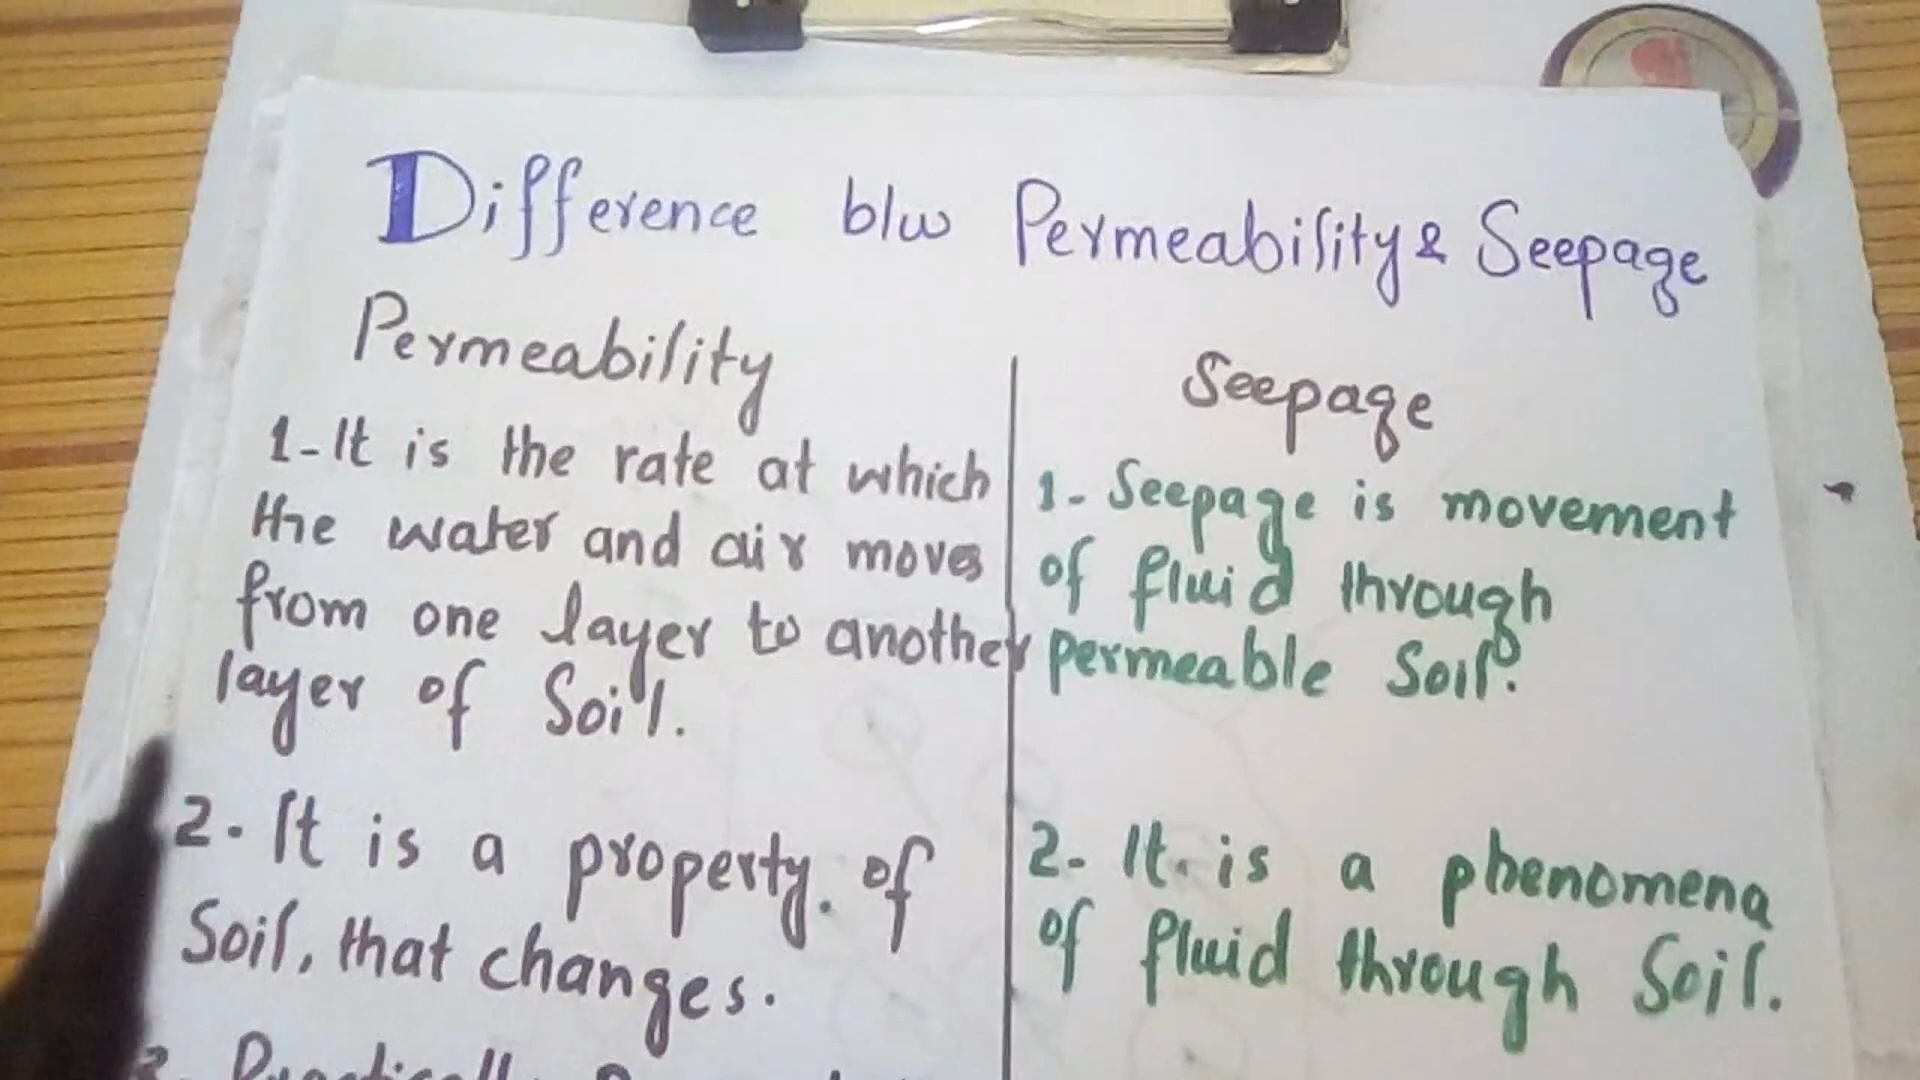 Difference b/w Permeability & Seepage
Permeability
1- It is the rate at which
the water and air moves
from one layer to another
layer of Soil.
2. It is a property. of
Soil, that changes.
Seepage
1- Seepage is movement
of fluid through
permeable Soil.
2- It is a phenomena
of fluid through Soil.